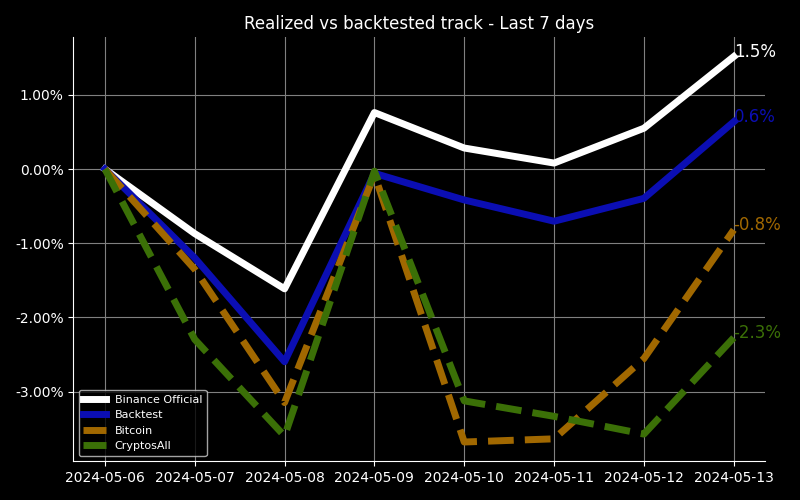 Realized vs backtested track - Last 7 days
1.5%
1.00%
0.6%
0.00%
-0.8%
-1.00%
-2.00%
-2.3%
-3.00%
Binance Official
Backtest
Bitcoin
CryptosAll
2024-05-06 2024-05-07 2024-05-08 2024-05-09 2024-05-10 2024-05-11 2024-05-12 2024-05-13